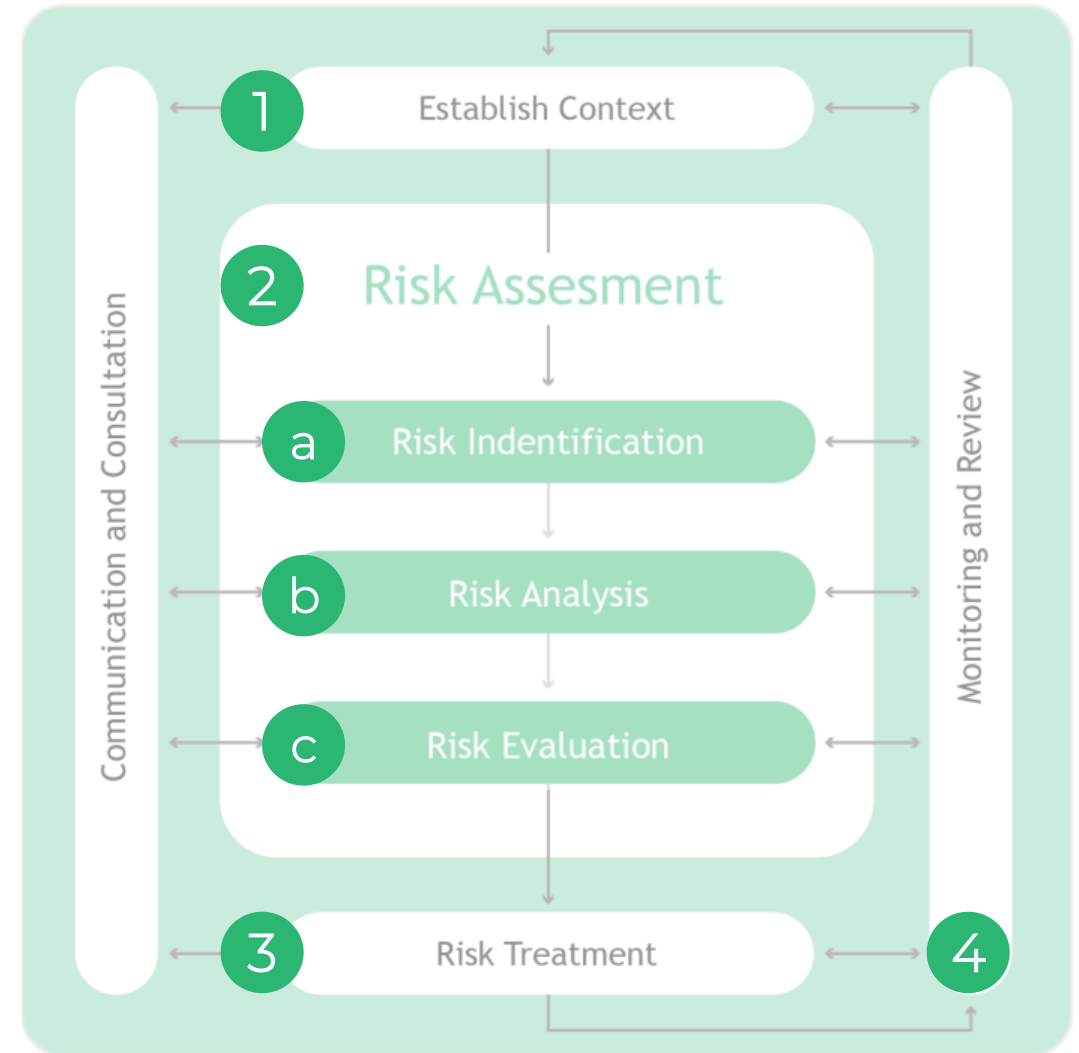 1
Establish Context
2
Risk Assesment
a
Risk Indentification
b
Risk Analysis
c
Risk Evaluation
3
Risk Treatment
4
Communication and Consultation
Monitoring and Review